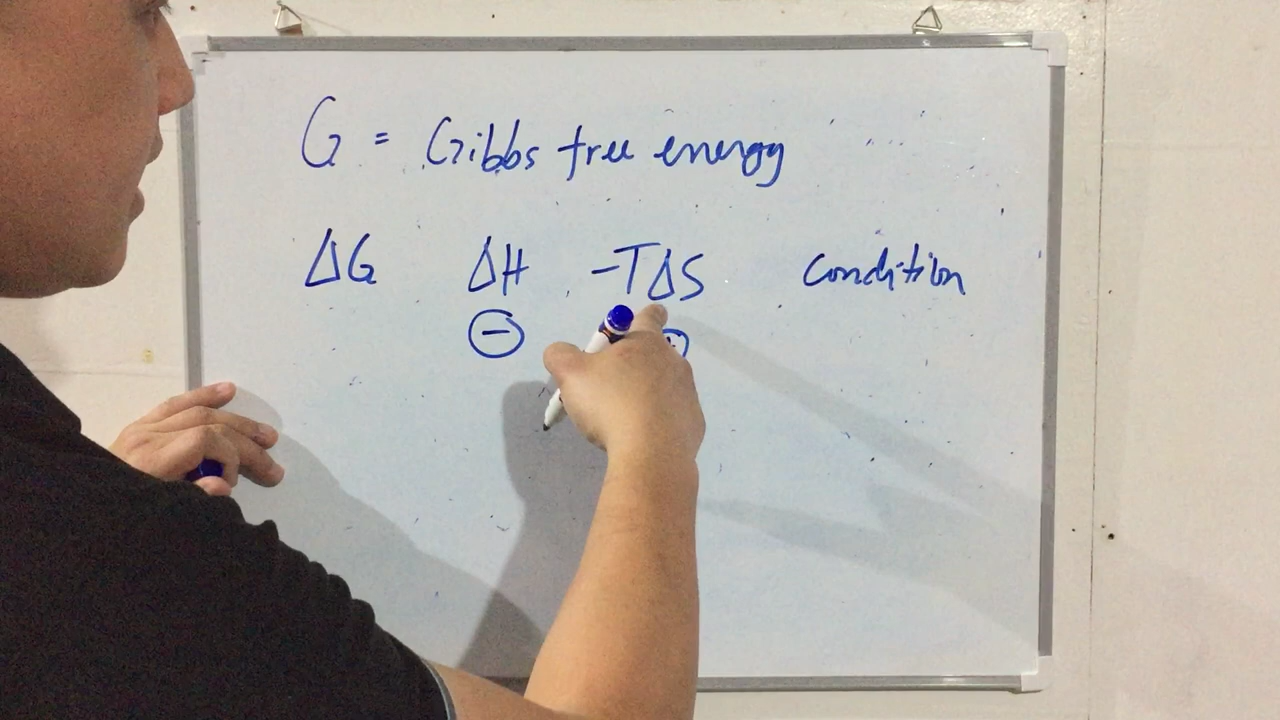 G = Gibbs free energy
ΔG ΔH -TΔS Condition
⊖